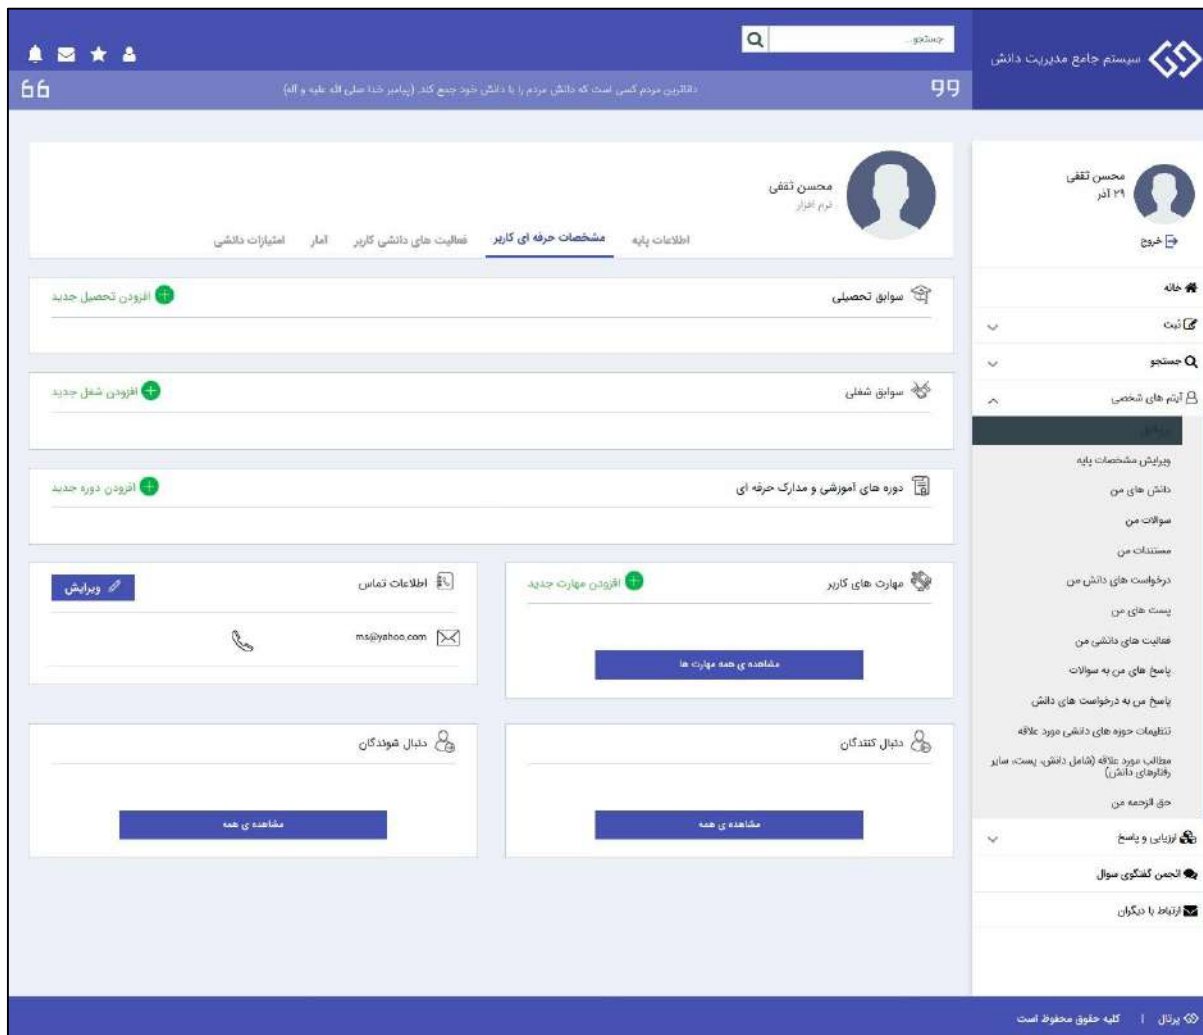 سیستم جامع مدیریت دانش
جستجو...
داناترین مردم کسی است که دانش مردم را با دانش خود جمع کند. (پیامبر خدا صلی الله علیه و آله)
محسن ثقفی
۲۹ آذر
خروج
خانه
ثبت
جستجو
آیتم های شخصی
ویرایش مشخصات پایه
دانش های من
سوالات من
مستندات من
درخواست های دانش من
پست های من
فعالیت های دانشی من
پاسخ های من به سوالات
پاسخ من به درخواست های دانش
تنظیمات حوزه های دانشی مورد علاقه
مطالب مورد علاقه (شامل دانش، پست، سایر
رفتارهای دانش)
حق الزحمه من
ارزیابی و پاسخ
انجمن گفتگوی سوال
ارتباط با دیگران
محسن ثقفی
نرم افزار
اطلاعات پایه مشخصات حرفه ای کاربر فعالیت های دانشی کاربر آمار امتیازات دانشی
سوابق تحصیلی افزودن تحصیل جدید
سوابق شغلی افزودن شغل جدید
دوره های آموزشی و مدارک حرفه ای افزودن دوره جدید
مهارت های کاربر افزودن مهارت جدید
مشاهده ی همه مهارت ها
اطلاعات تماس ویرایش
ms@yahoo.com
دنبال کنندگان
مشاهده ی همه
دنبال شوندگان
مشاهده ی همه
پرتال | کلیه حقوق محفوظ است